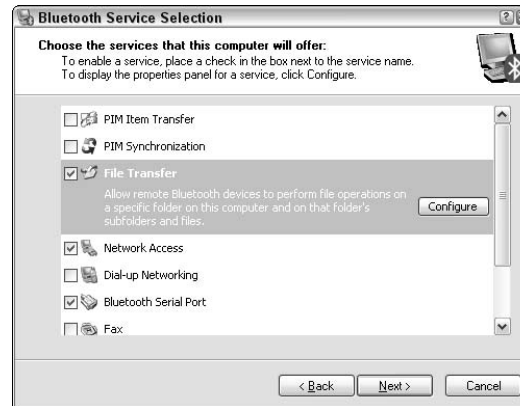 Bluetooth Service Selection
Choose the services that this computer will offer:
To enable a service, place a check in the box next to the service name.
To display the properties panel for a service, click Configure.
PIM Item Transfer
PIM Synchronization
File Transfer
Allow remote Bluetooth devices to perform file operations on
a specific folder on this computer and on that folder's
subfolders and files.
Configure
Network Access
Dial-up Networking
Bluetooth Serial Port
Fax
< Back
Next >
Cancel